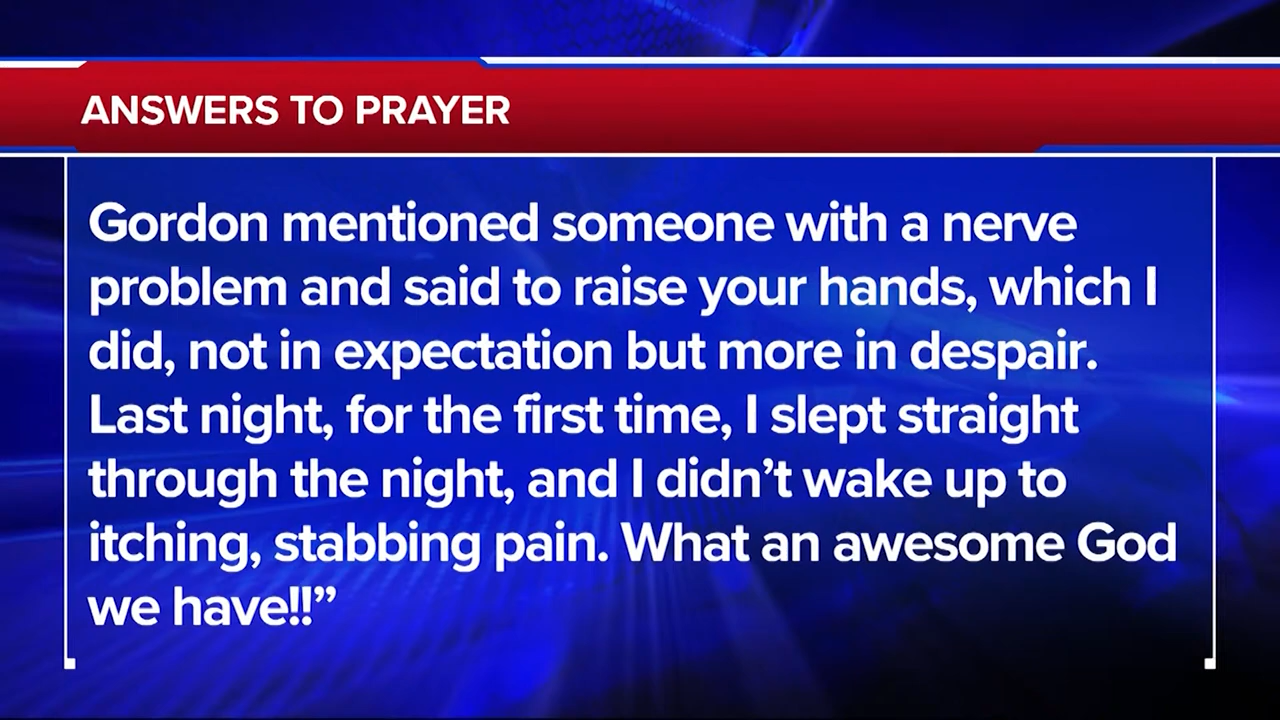 ANSWERS TO PRAYER
Gordon mentioned someone with a nerve
problem and said to raise your hands, which I
did, not in expectation but more in despair.
Last night, for the first time, I slept straight
through the night, and I didn’t wake up to
itching, stabbing pain. What an awesome God
we have!!”